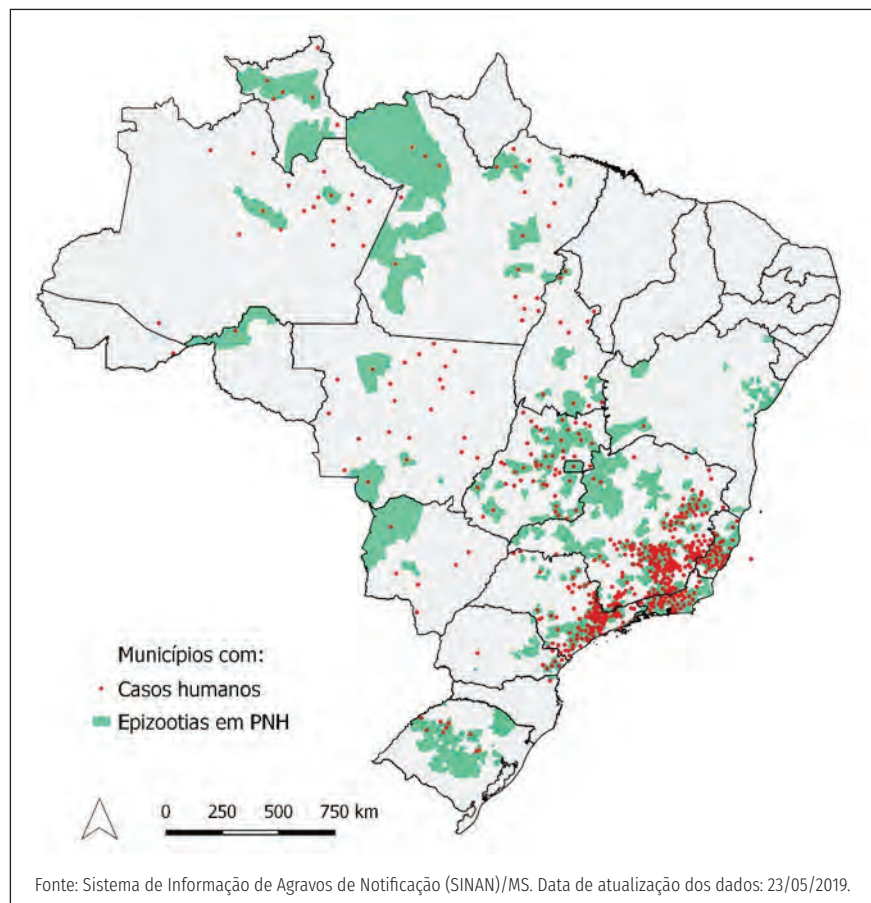 Municípios com:
Casos humanos
Epizootias em PNH
0 250 500 750 km
Fonte: Sistema de Informação de Agravos de Notificação (SINAN)/MS. Data de atualização dos dados: 23/05/2019.